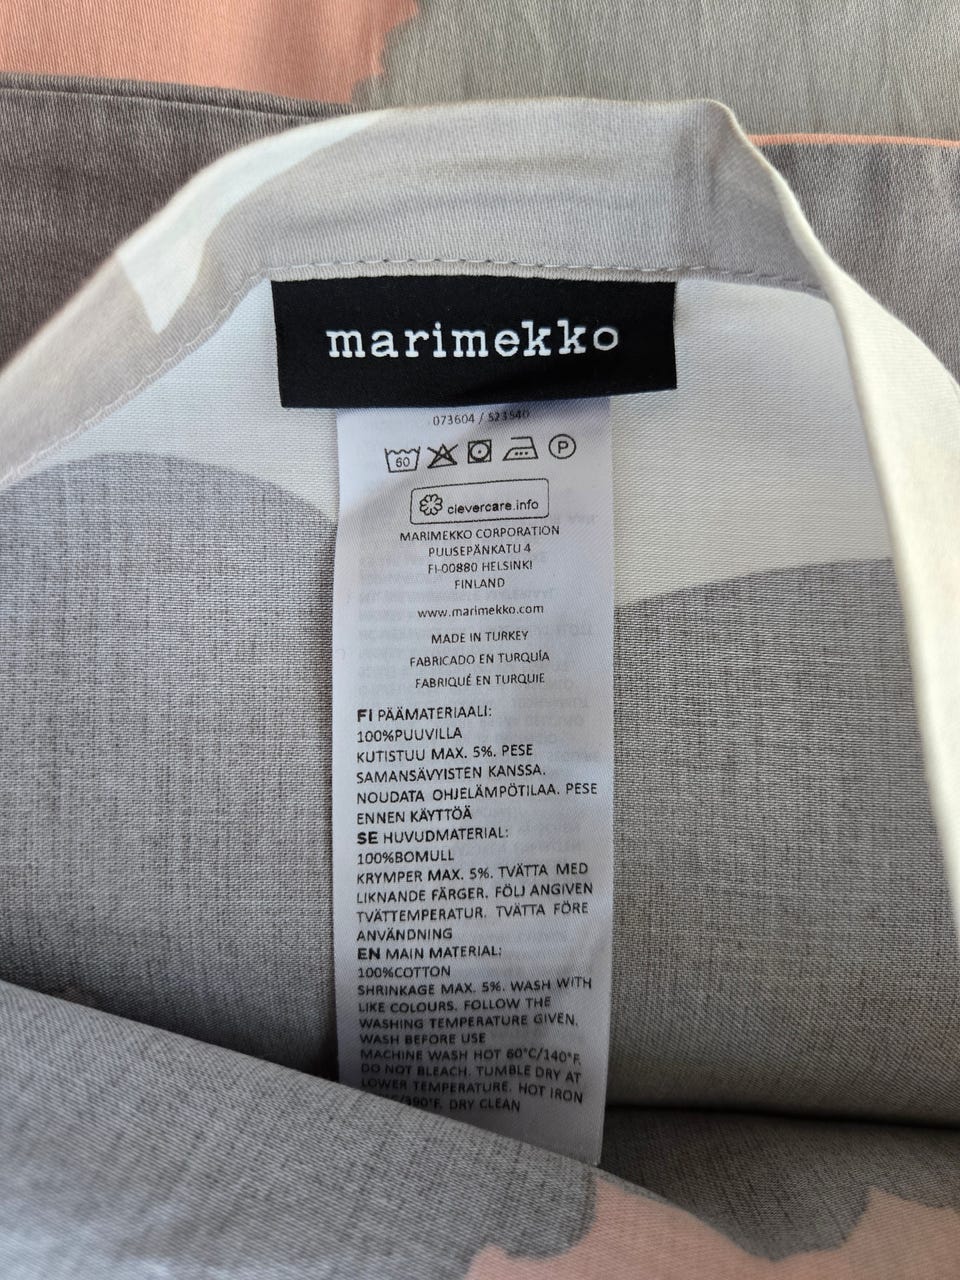 marimekko
073604 / 523540
60
P
clevercare.info
MARIMEKKO CORPORATION
PUUSEPÄNKATU 4
FI-00880 HELSINKI
FINLAND
www.marimekko.com
MADE IN TURKEY
FABRICADO EN TURQUÍA
FABRIQUÉ EN TURQUIE
FI PÄÄMATERIAALI:
100%PUUVILLA
KUTISTUU MAX. 5%. PESE
SAMANSÄVYISTEN KANSSA.
NOUDATA OHJELÄMPÖTILAA. PESE
ENNEN KÄYTTÖÄ
SE HUVUDMATERIAL:
100%BOMULL
KRYMPER MAX. 5%. TVÄTTA MED
LIKNANDE FÄRGER. FÖLJ ANGIVEN
TVÄTTEMPERATUR. TVÄTTA FÖRE
ANVÄNDNING
EN MAIN MATERIAL:
100%COTTON
SHRINKAGE MAX. 5%. WASH WITH
LIKE COLOURS. FOLLOW THE
WASHING TEMPERATURE GIVEN.
WASH BEFORE USE
MACHINE WASH HOT 60°C/140°F.
DO NOT BLEACH. TUMBLE DRY AT
LOWER TEMPERATURE. HOT IRON
/390°F. DRY CLEAN